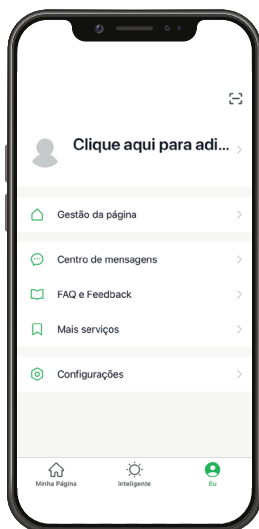 Clique aqui para adi...
Gestão da página
Centro de mensagens
FAQ e Feedback
Mais serviços
Configurações
Minha Página
Inteligente
Eu